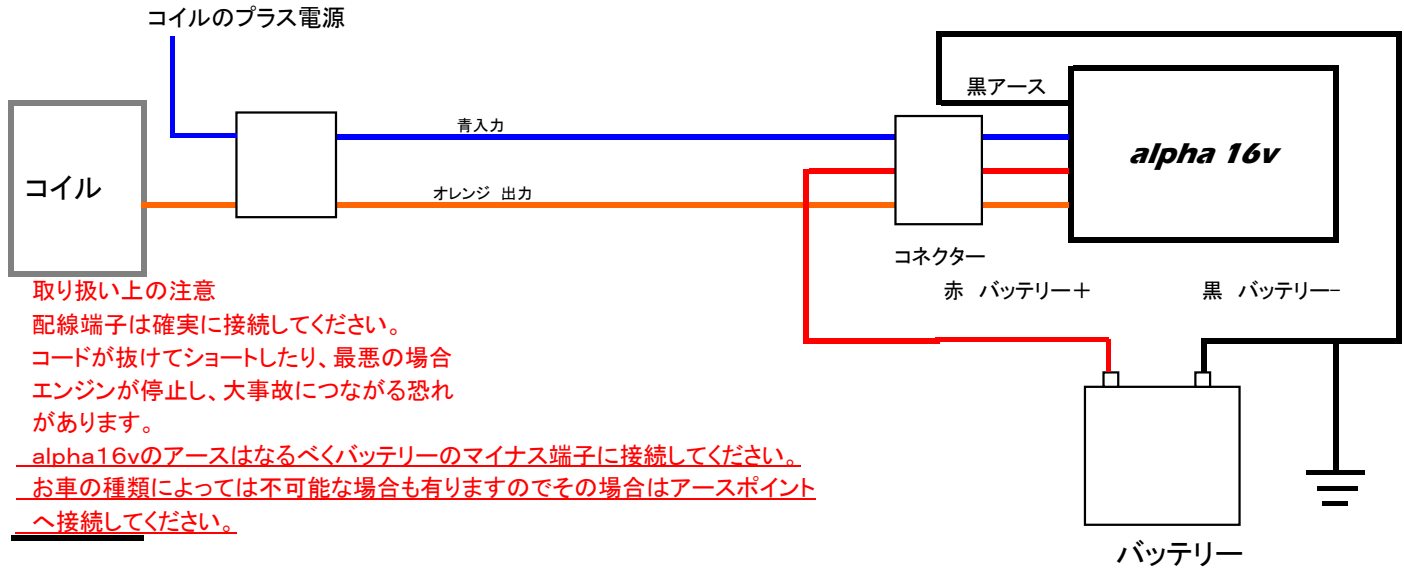 コイルのプラス電源
黒アース
青入力
alpha 16v
コイル
オレンジ 出力
コネクター
取り扱い上の注意
赤 バッテリー+
黒 バッテリー-
配線端子は確実に接続してください。
コードが抜けてショートしたり、最悪の場合
エンジンが停止し、大事故につながる恐れ
があります。
alpha16vのアースはなるべくバッテリーのマイナス端子に接続してください。
お車の種類によっては不可能な場合も有りますのでその場合はアースポイント
へ接続してください。
バッテリー